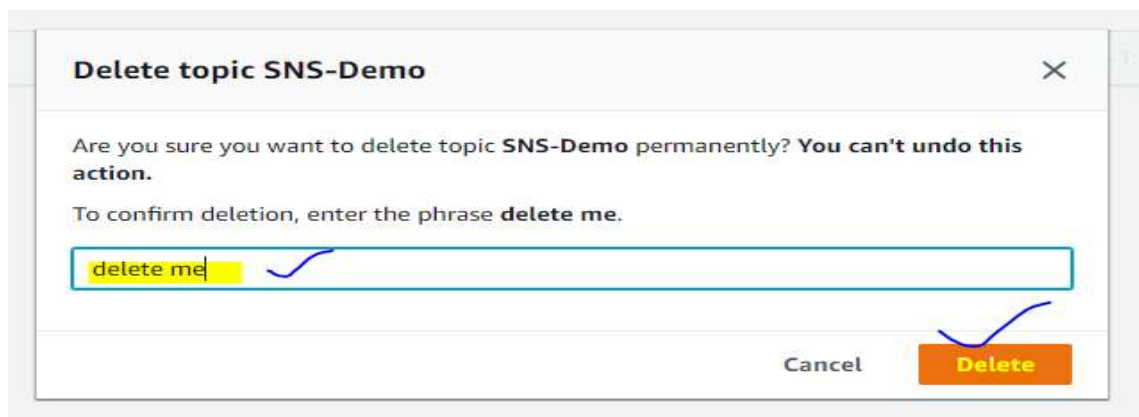 Delete topic SNS-Demo
Are you sure you want to delete topic SNS-Demo permanently? You can't undo this
action.
To confirm deletion, enter the phrase delete me.
delete me
Cancel
Delete